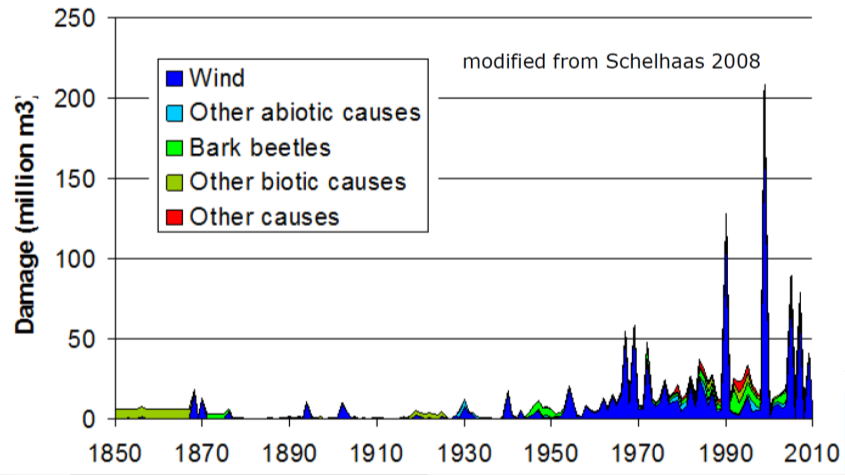 250
200
150
100
50
0
Damage (million m3)
modified from Schelhaas 2008
Wind
Other abiotic causes
Bark beetles
Other biotic causes
Other causes
1850 1870 1890 1910 1930 1950 1970 1990 2010